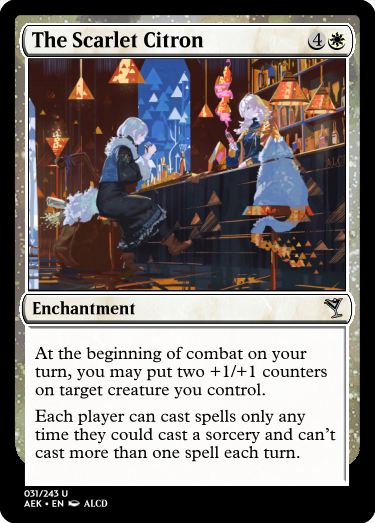 The Scarlet Citron 4
ALCD
Enchantment
At the beginning of combat on your
turn, you may put two +1/+1 counters
on target creature you control.
Each player can cast spells only any
time they could cast a sorcery and can't
cast more than one spell each turn.
031/243 U
AEK • EN ALCD